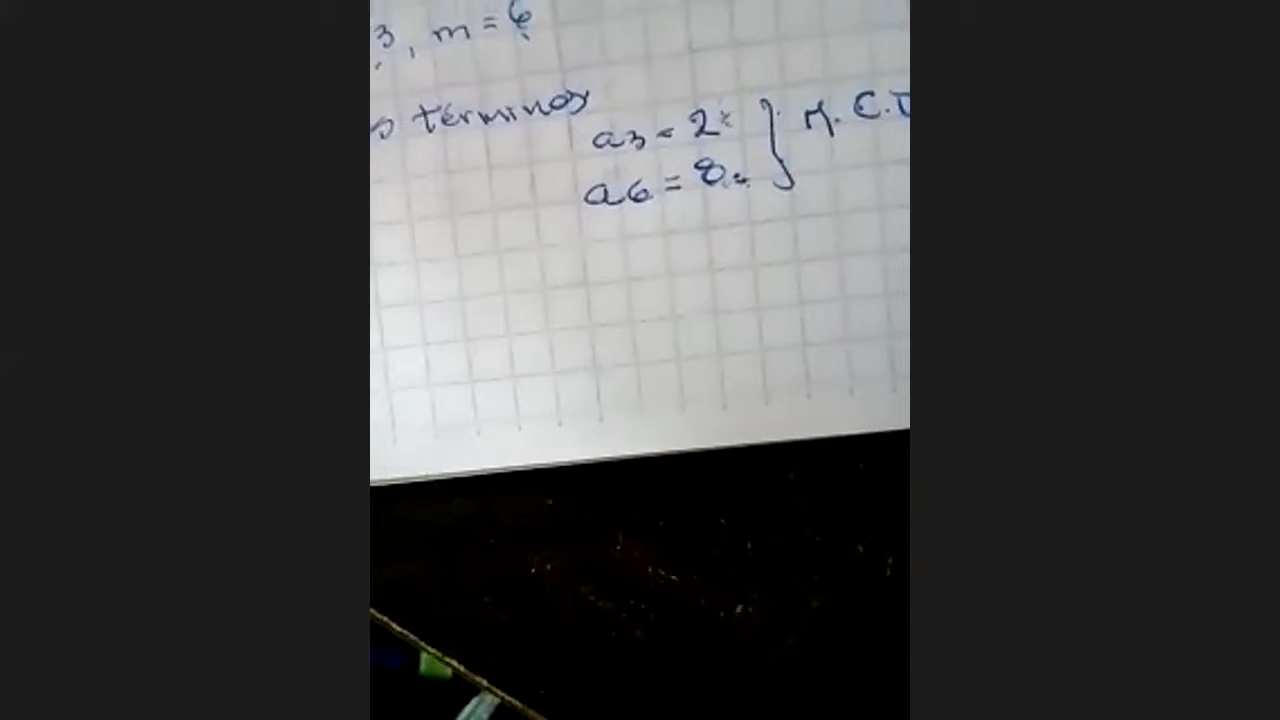 3, m = 6
términos
a3 = 2
a6 = 8
} M.C.D